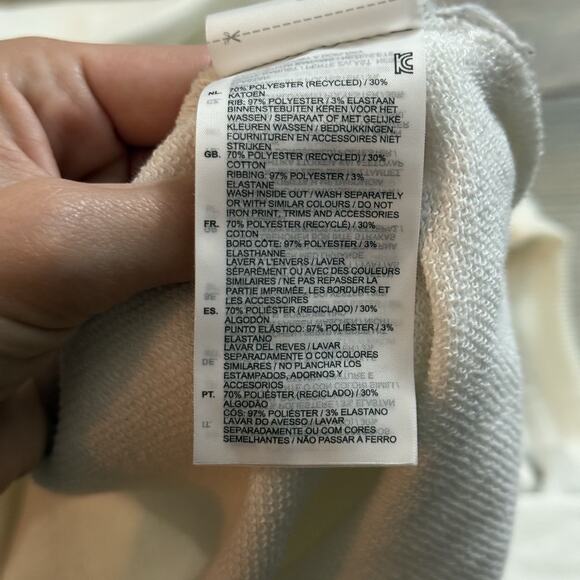 NL. 70% POLYESTER (RECYCLED) / 30%
KATOEN
RIB: 97% POLYESTER / 3% ELASTAAN
BINNENSTEBUITEN KEREN VOOR HET
WASSEN / SEPARAAT OF MET GELIJKE
KLEUREN WASSEN / BEDRUKKINGEN,
FOURNITUREN EN ACCESSOIRES NIET
STRIJKEN
GB. 70% POLYESTER (RECYCLED) / 30%
COTTON
RIBBING: 97% POLYESTER / 3%
ELASTANE
WASH INSIDE OUT / WASH SEPARATELY
OR WITH SIMILAR COLOURS / DO NOT
IRON PRINT, TRIMS AND ACCESSORIES
FR. 70% POLYESTER (RECYCLÉ) / 30%
COTON
BORD CÔTE: 97% POLYESTER / 3%
ELASTHANNE
LAVER À L'ENVERS / LAVER
SÉPARÉMENT OU AVEC DES COULEURS
SIMILAIRES / NE PAS REPASSER LA
PARTIE IMPRIMÉE, LES BORDURES ET
LES ACCESSOIRES
ES. 70% POLIÉSTER (RECICLADO) / 30%
ALGODÓN
PUNTO ELÁSTICO: 97% POLIÉSTER / 3%
ELASTANO
LAVAR DEL REVES / LAVAR
SEPARADAMENTE O CON COLORES
SIMILARES / NO PLANCHAR LOS
ESTAMPADOS, ADORNOS Y
ACCESORIOS
PT. 70% POLIÉSTER (RECICLADO) / 30%
ALGODÃO
CÓS: 97% POLIÉSTER / 3% ELASTANO
LAVAR DO AVESSO / LAVAR
SEPARADAMENTE OU COM CORES
SEMELHANTES / NÃO PASSAR A FERRO